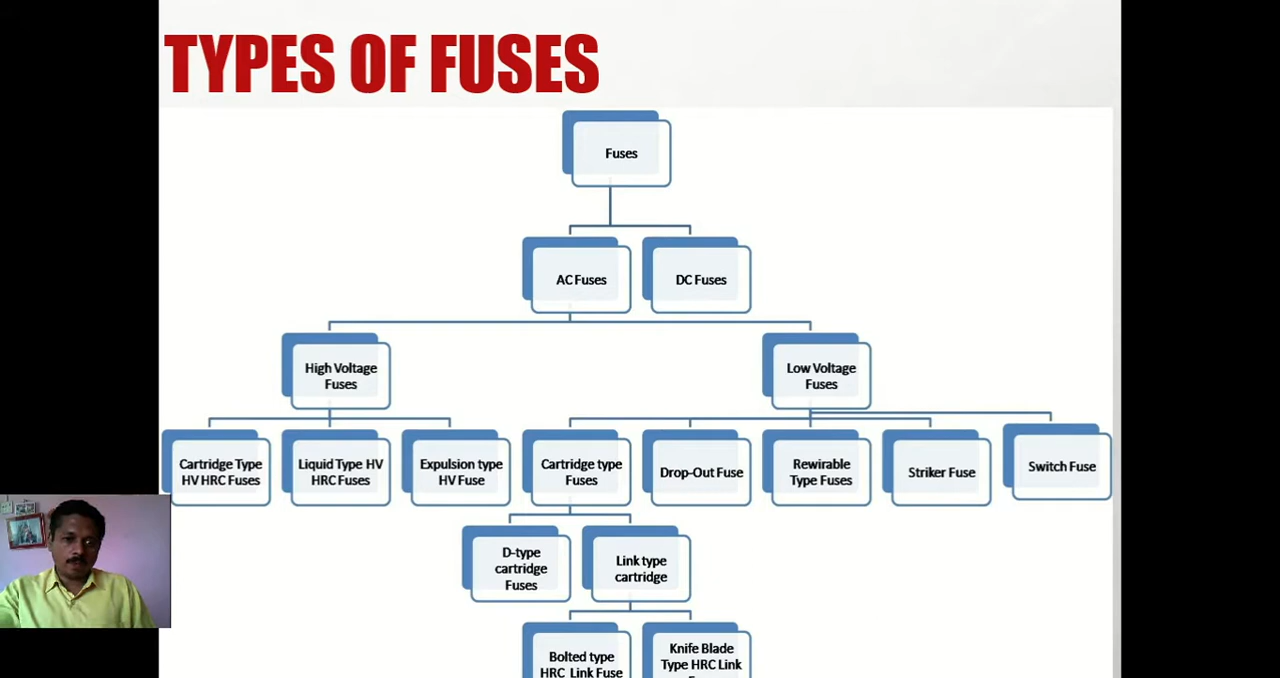 TYPES OF FUSES
Fuses
AC Fuses
DC Fuses
High Voltage
Fuses
Low Voltage
Fuses
Cartridge Type
HV HRC Fuses
Liquid Type HV
HRC Fuses
Expulsion type
HV Fuse
Cartridge type
Fuses
Drop-Out Fuse
Rewirable
Type Fuses
Striker Fuse
Switch Fuse
D-type
cartridge
Fuses
Link type
cartridge
Bolted type
HRC Link Fuse
Knife Blade
Type HRC Link